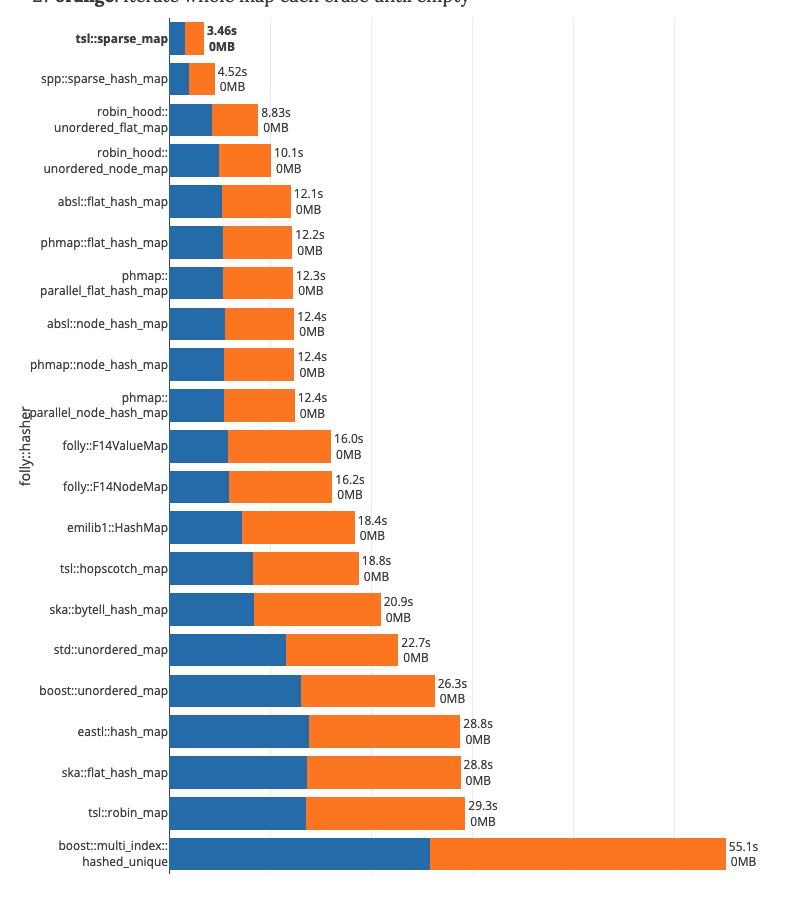 2. orange: iterate whole map each erase until empty
tsl::sparse_map
3.46s
0MB
spp::sparse_hash_map
4.52s
0MB
robin_hood::
unordered_flat_map
8.83s
0MB
robin_hood::
unordered_node_map
10.1s
0MB
absl::flat_hash_map
12.1s
0MB
phmap::flat_hash_map
12.2s
0MB
phmap::
parallel_flat_hash_map
12.3s
0MB
absl::node_hash_map
12.4s
0MB
phmap::node_hash_map
12.4s
0MB
phmap::
parallel_node_hash_map
12.4s
0MB
folly::hasher
folly::F14ValueMap
16.0s
0MB
folly::F14NodeMap
16.2s
0MB
emilib1::HashMap
18.4s
0MB
tsl::hopscotch_map
18.8s
0MB
ska::bytell_hash_map
20.9s
0MB
std::unordered_map
22.7s
0MB
boost::unordered_map
26.3s
0MB
eastl::hash_map
28.8s
0MB
ska::flat_hash_map
28.8s
0MB
tsl::robin_map
29.3s
0MB
boost::multi_index::
hashed_unique
55.1s
0MB